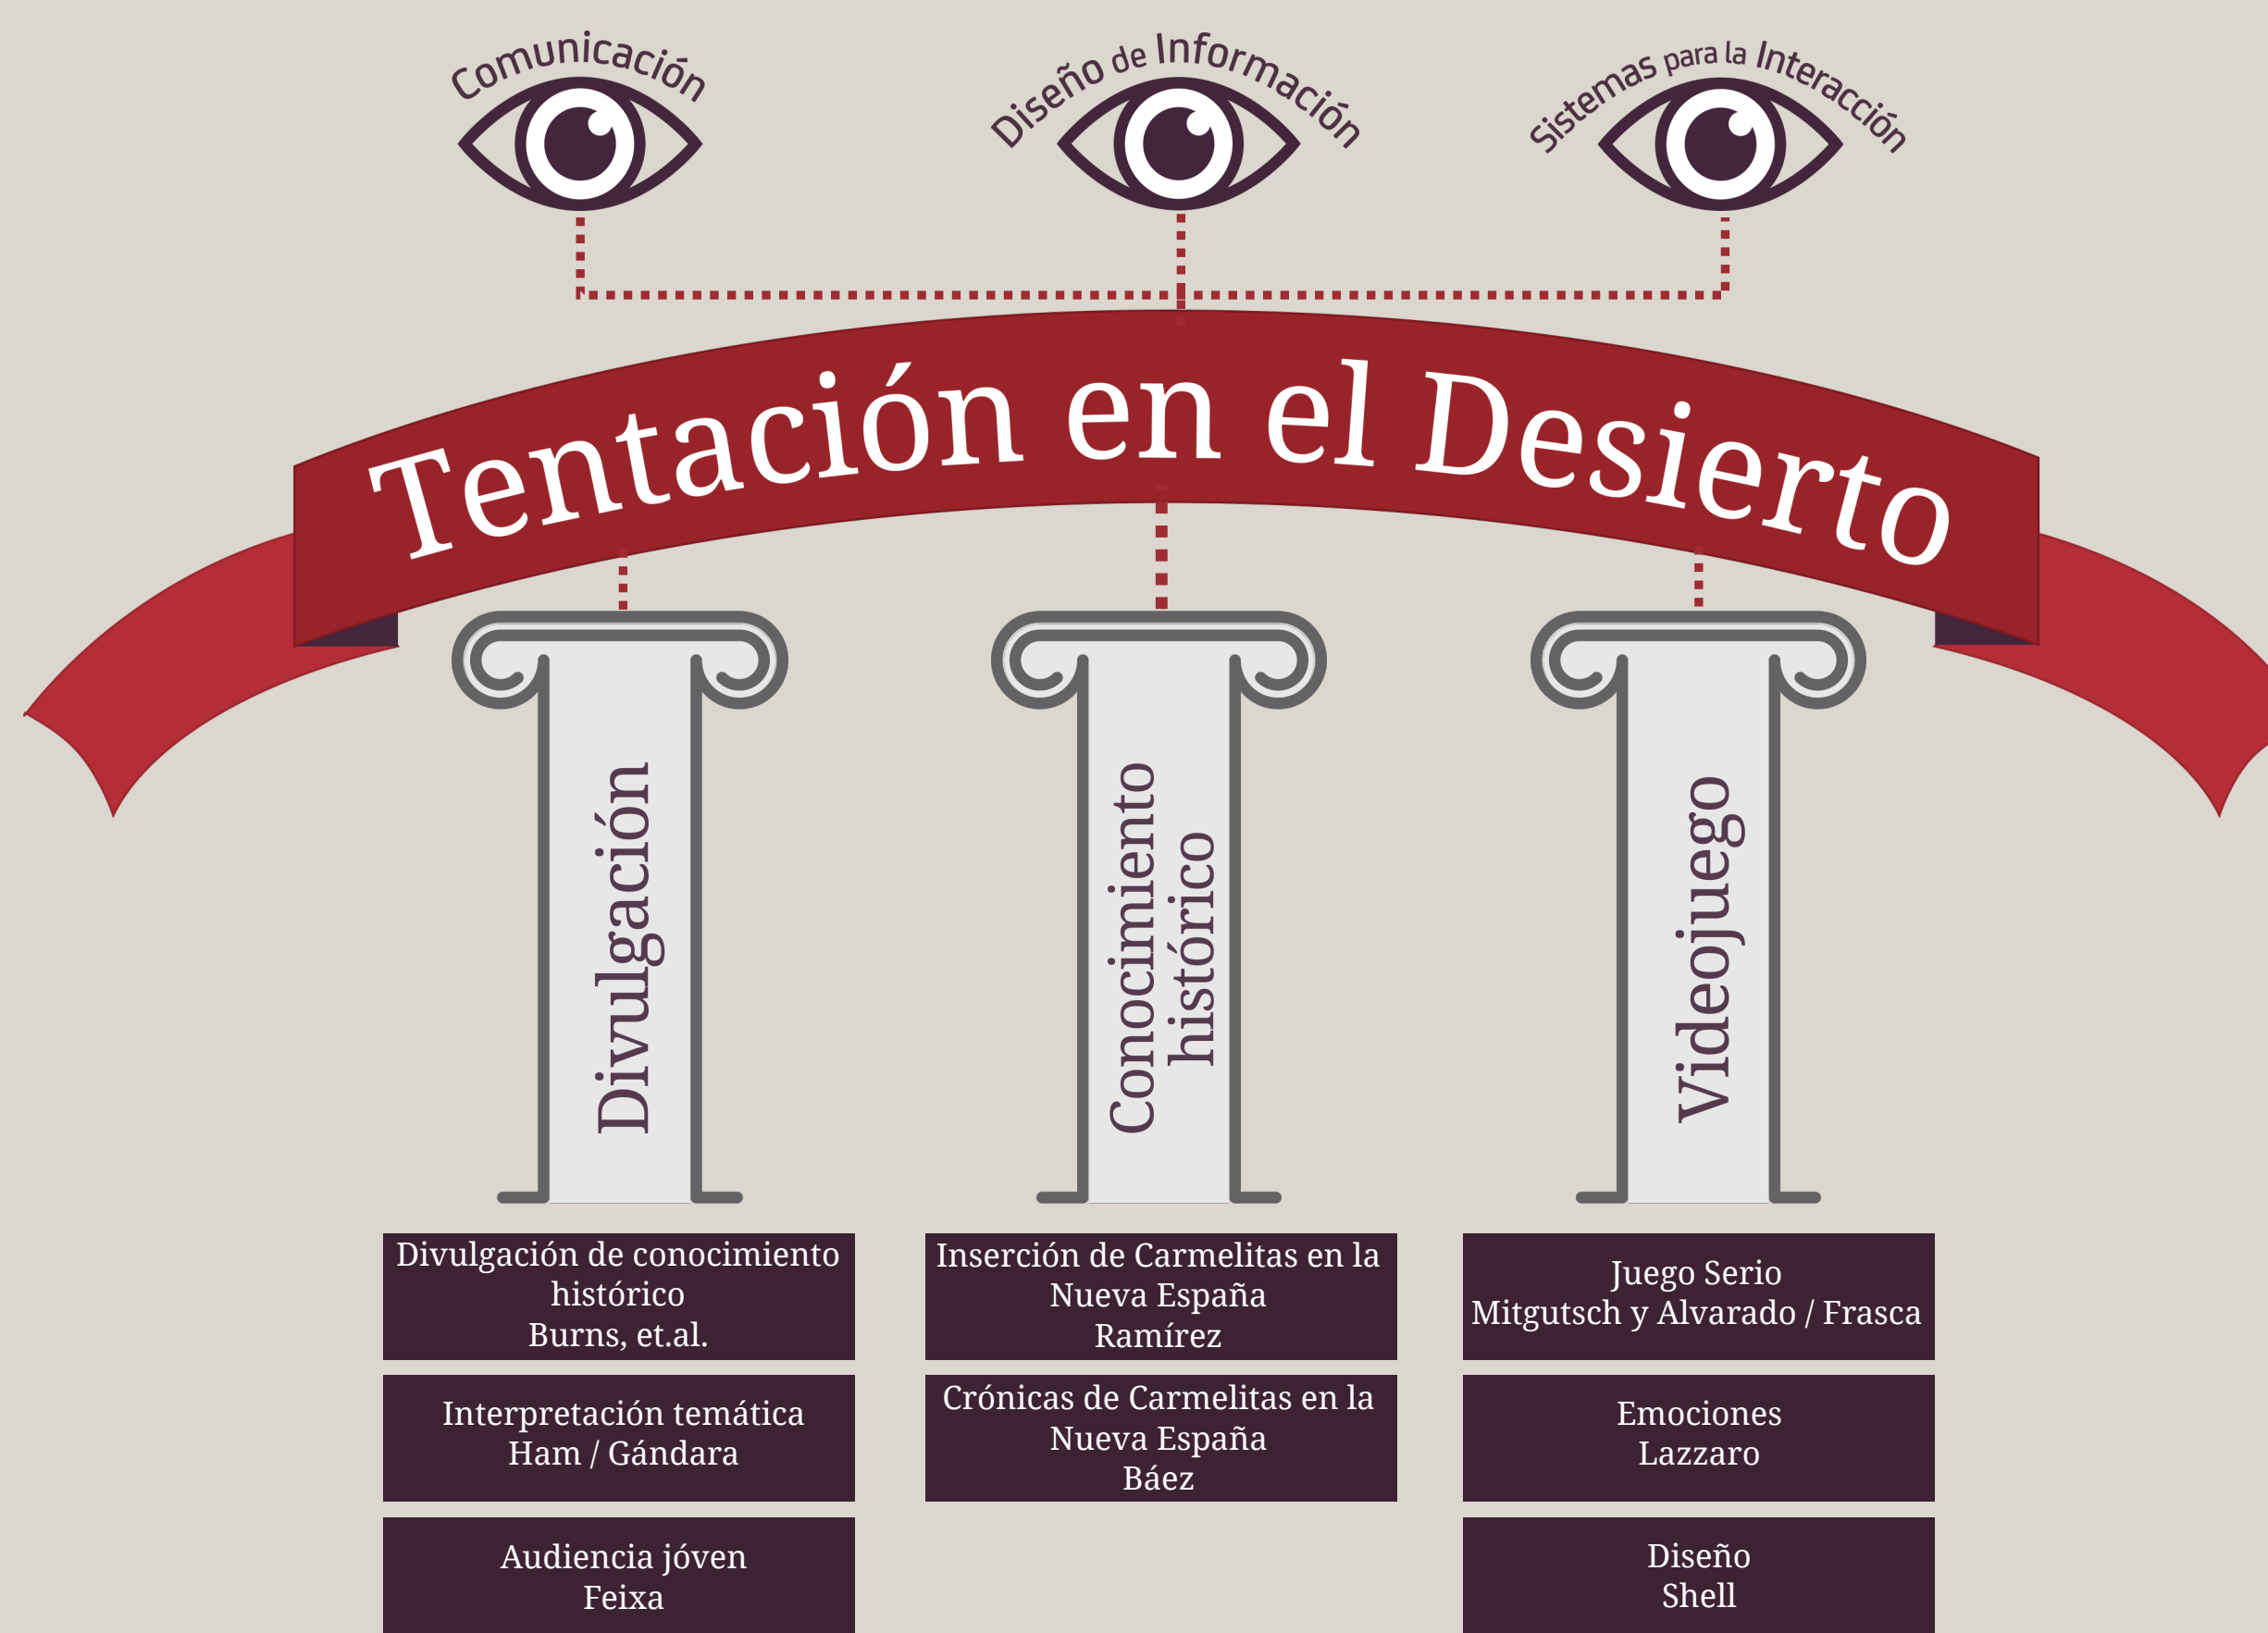 Comunicación
Diseño de Información
Sistemas para la Interacción
Tentación en el Desierto
Divulgación
Conocimiento
histórico
Videojuego
Divulgación de conocimiento
histórico
Burns, et.al.
Interpretación temática
Ham / Gándara
Audiencia jóven
Feixa
Inserción de Carmelitas en la
Nueva España
Ramírez
Crónicas de Carmelitas en la
Nueva España
Báez
Juego Serio
Mitgutsch y Alvarado / Frasca
Emociones
Lazzaro
Diseño
Shell